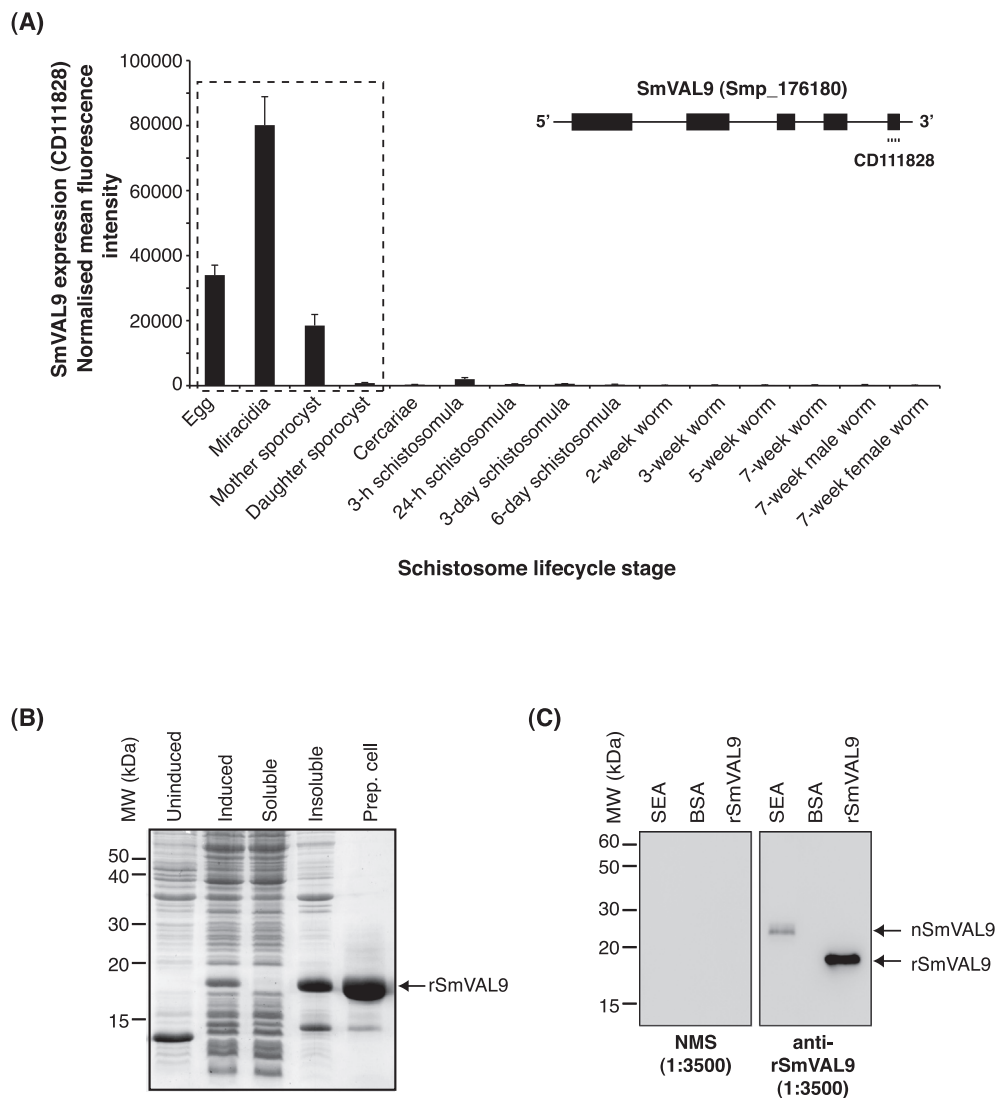 (A)
SmVAL9 expression (CD111828)
Normalised mean fluorescence
intensity
100000
80000
60000
40000
20000
0
Egg
Miracidia
Mother sporocyst
Daughter sporocyst
Cercariae
3-h schistosomula
24-h schistosomula
3-day schistosomula
6-day schistosomula
2-week worm
3-week worm
5-week worm
7-week worm
7-week male worm
7-week female worm
Schistosome lifecycle stage
SmVAL9 (Smp_176180)
5’ 3’
CD111828
(B)
MW (kDa)
Uninduced
Induced
Soluble
Insoluble
Prep. cell
50
40
30
20
15
rSmVAL9
(C)
MW (kDa)
SEA
BSA
rSmVAL9
SEA
BSA
rSmVAL9
60
50
30
20
15
nSmVAL9
rSmVAL9
NMS
(1:3500)
anti-
rSmVAL9
(1:3500)